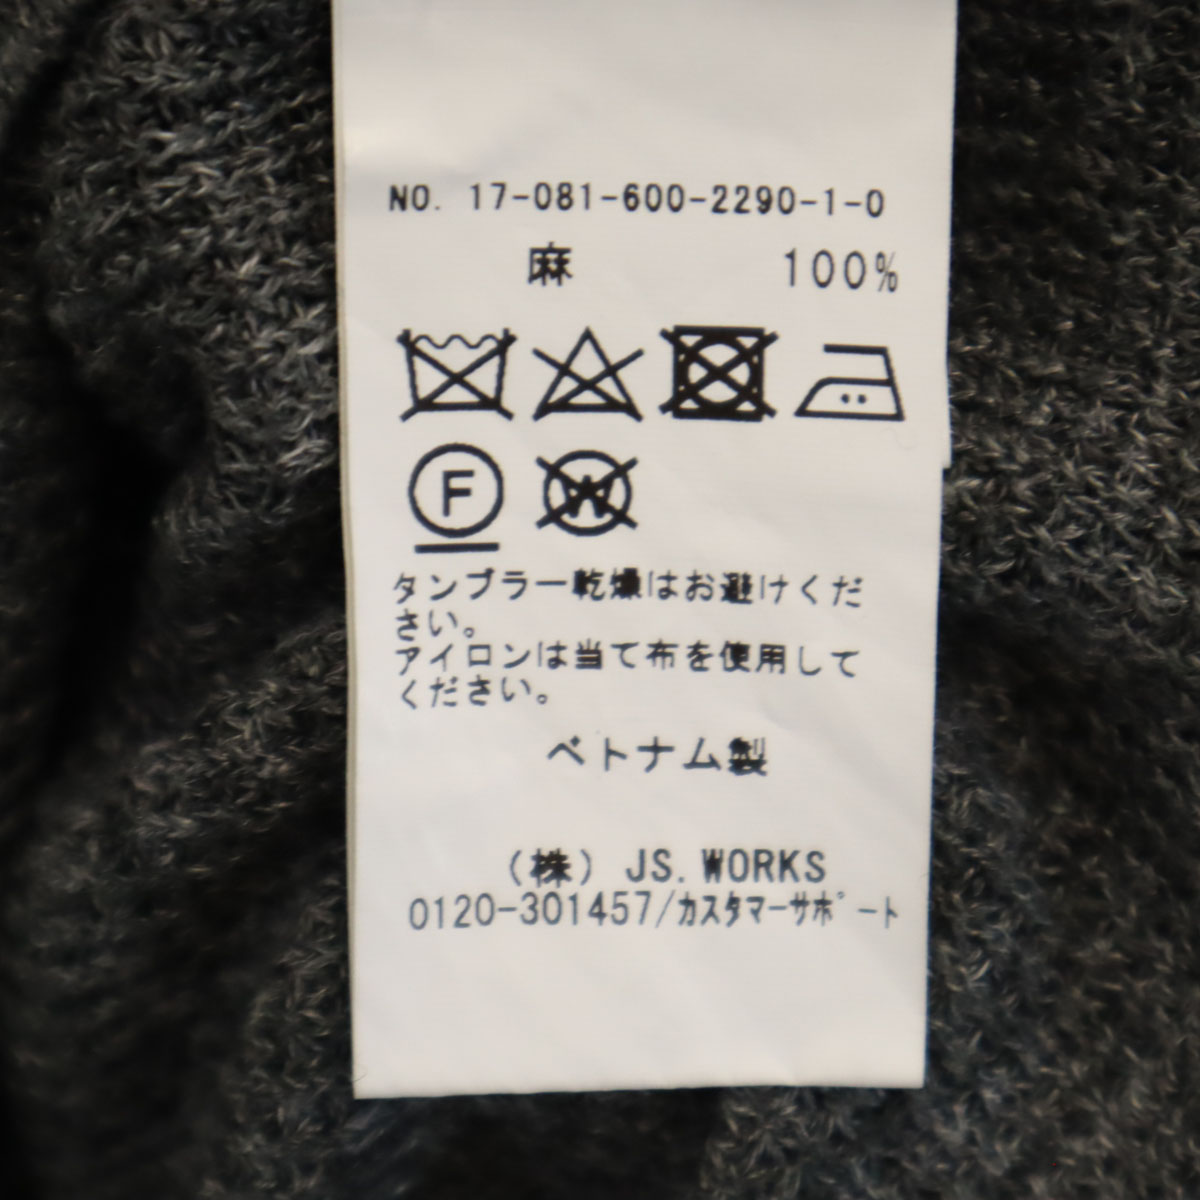 NO. 17-081-600-2290-1-0
麻 100%
F W
タンブラー乾燥はお避けくだ
さい。
アイロンは当て布を使用して
ください。
ベトナム製
（株）JS.WORKS
0120-301457/ｶｽﾀﾏｰｻﾎﾟｰﾄ